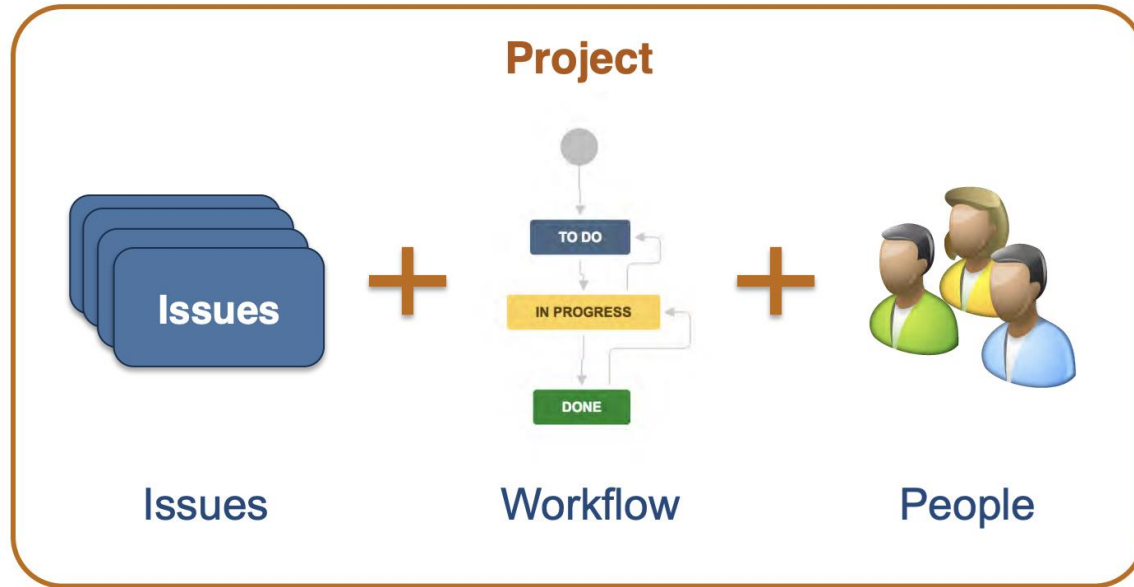 Project
TO DO
Issues
IN PROGRESS
DONE
Issues
Workflow
People